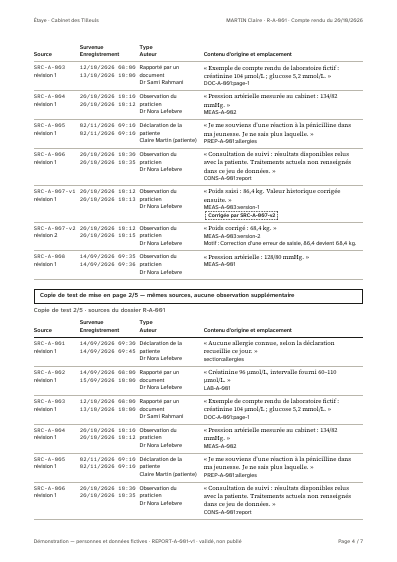 Étaye · Cabinet des Tilleuls
MARTIN Claire · R-A-001 · Compte rendu du 20/10/2026
Survenue Type
Source Enregistrement Auteur Contenu d'origine et emplacement
SRC-A-003 12/10/2026 08:00 Rapporté par un « Exemple de compte rendu de laboratoire fictif :
révision 1 13/10/2026 10:00 document créatinine 104 µmol/L ; glucose 5,2 mmol/L. »
Dr Sami Rahmani DOC-A-001:page-1
SRC-A-004 20/10/2026 10:10 Observation du « Pression artérielle mesurée au cabinet : 134/82
révision 1 20/10/2026 10:12 praticien mmHg. »
Dr Nora Lefebvre MEAS-A-002
SRC-A-005 02/11/2026 09:10 Déclaration de la « Je me souviens d'une réaction à la pénicilline dans
révision 1 02/11/2026 09:10 patiente ma jeunesse. Je ne sais plus laquelle. »
Claire Martin (patiente) PREP-A-001:allergies
SRC-A-006 20/10/2026 10:30 Observation du « Consultation de suivi : résultats disponibles relus
révision 1 20/10/2026 10:35 praticien avec la patiente. Traitements actuels non renseignés
Dr Nora Lefebvre dans ce jeu de données. »
CONS-A-001:report
SRC-A-007-v1 20/10/2026 10:12 Observation du « Poids saisi : 86,4 kg. Valeur historique corrigée
révision 1 20/10/2026 10:13 praticien ensuite. »
Dr Nora Lefebvre MEAS-A-003:version-1
Corrigée par SRC-A-007-v2
SRC-A-007-v2 20/10/2026 10:12 Observation du « Poids corrigé : 68,4 kg. »
révision 2 20/10/2026 10:15 praticien MEAS-A-003:version-2
Dr Nora Lefebvre Motif : Correction d'une erreur de saisie, 86,4 devient 68,4 kg.
SRC-A-008 14/09/2026 09:35 Observation du « Pression artérielle : 128/80 mmHg. »
révision 1 14/09/2026 09:36 praticien MEAS-A-001
Dr Nora Lefebvre
Copie de test de mise en page 2/5 — mêmes sources, aucune observation supplémentaire
Copie de test 2/5 · sources du dossier R-A-001
Survenue Type
Source Enregistrement Auteur Contenu d'origine et emplacement
SRC-A-001 14/09/2026 09:30 Déclaration de la « Aucune allergie connue, selon la déclaration
révision 1 14/09/2026 09:45 patiente recueillie ce jour. »
Dr Nora Lefebvre section:allergies
SRC-A-002 14/09/2026 08:00 Rapporté par un « Créatinine 96 µmol/L, intervalle fourni 60–110
révision 1 15/09/2026 10:00 document µmol/L. »
Dr Nora Lefebvre LAB-A-001
SRC-A-003 12/10/2026 08:00 Rapporté par un « Exemple de compte rendu de laboratoire fictif :
révision 1 13/10/2026 10:00 document créatinine 104 µmol/L ; glucose 5,2 mmol/L. »
Dr Sami Rahmani DOC-A-001:page-1
SRC-A-004 20/10/2026 10:10 Observation du « Pression artérielle mesurée au cabinet : 134/82
révision 1 20/10/2026 10:12 praticien mmHg. »
Dr Nora Lefebvre MEAS-A-002
SRC-A-005 02/11/2026 09:10 Déclaration de la « Je me souviens d'une réaction à la pénicilline dans
révision 1 02/11/2026 09:10 patiente ma jeunesse. Je ne sais plus laquelle. »
Claire Martin (patiente) PREP-A-001:allergies
SRC-A-006 20/10/2026 10:30 Observation du « Consultation de suivi : résultats disponibles relus
révision 1 20/10/2026 10:35 praticien avec la patiente. Traitements actuels non renseignés
Dr Nora Lefebvre dans ce jeu de données. »
CONS-A-001:report
Démonstration — personnes et données fictives · REPORT-A-001-v1 · validé, non publié
Page 4 / 7